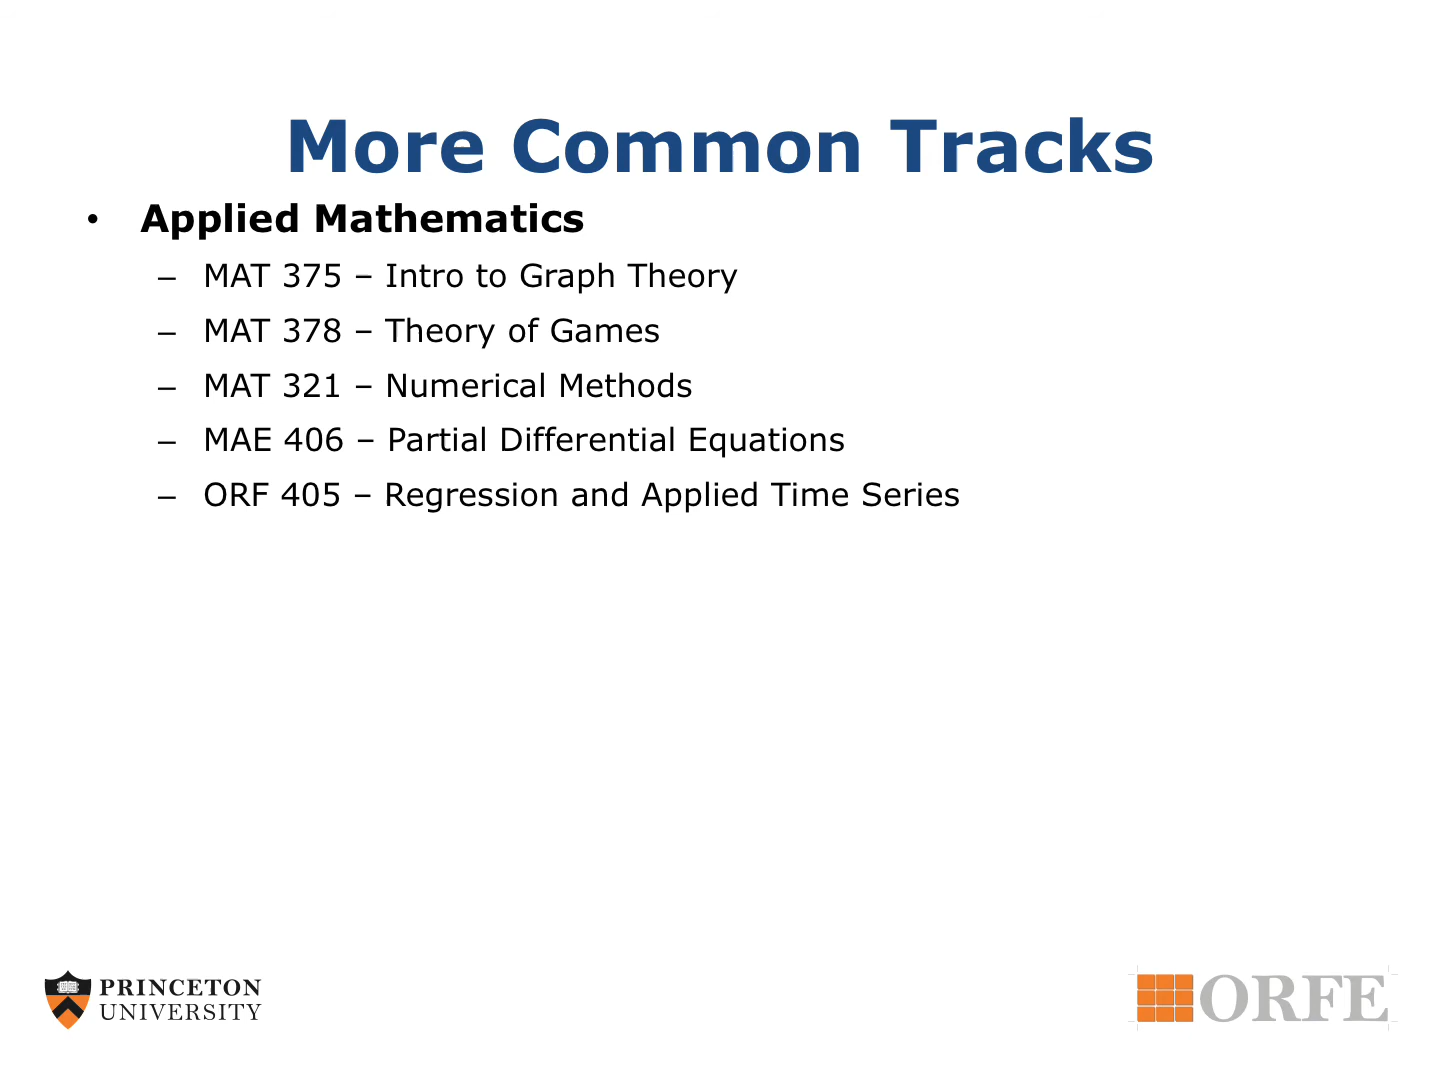 More Common Tracks
• Applied Mathematics
– MAT 375 – Intro to Graph Theory
– MAT 378 – Theory of Games
– MAT 321 – Numerical Methods
– MAE 406 – Partial Differential Equations
– ORF 405 – Regression and Applied Time Series
PRINCETON
UNIVERSITY
ORFE